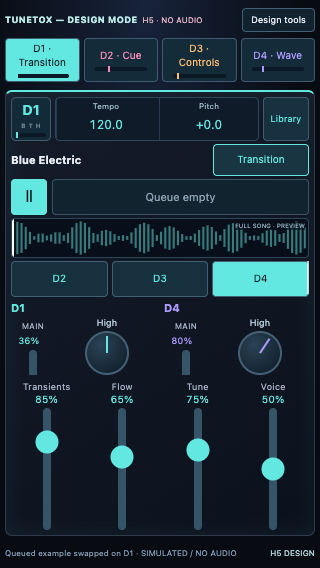 TUNETOX — DESIGN MODE H5 · NO AUDIO Design tools
D1 · Transition D2 · Cue D3 · Controls D4 · Wave
D1 Tempo Pitch Library
B T H 120.0 +0.0
Blue Electric Transition
II Queue empty
FULL SONG · PREVIEW
D2 D3 D4
D1 D4
MAIN High MAIN High
36% 80%
Transients Flow Tune Voice
85% 65% 75% 50%
Queued example swapped on D1 · SIMULATED / NO AUDIO H5 DESIGN